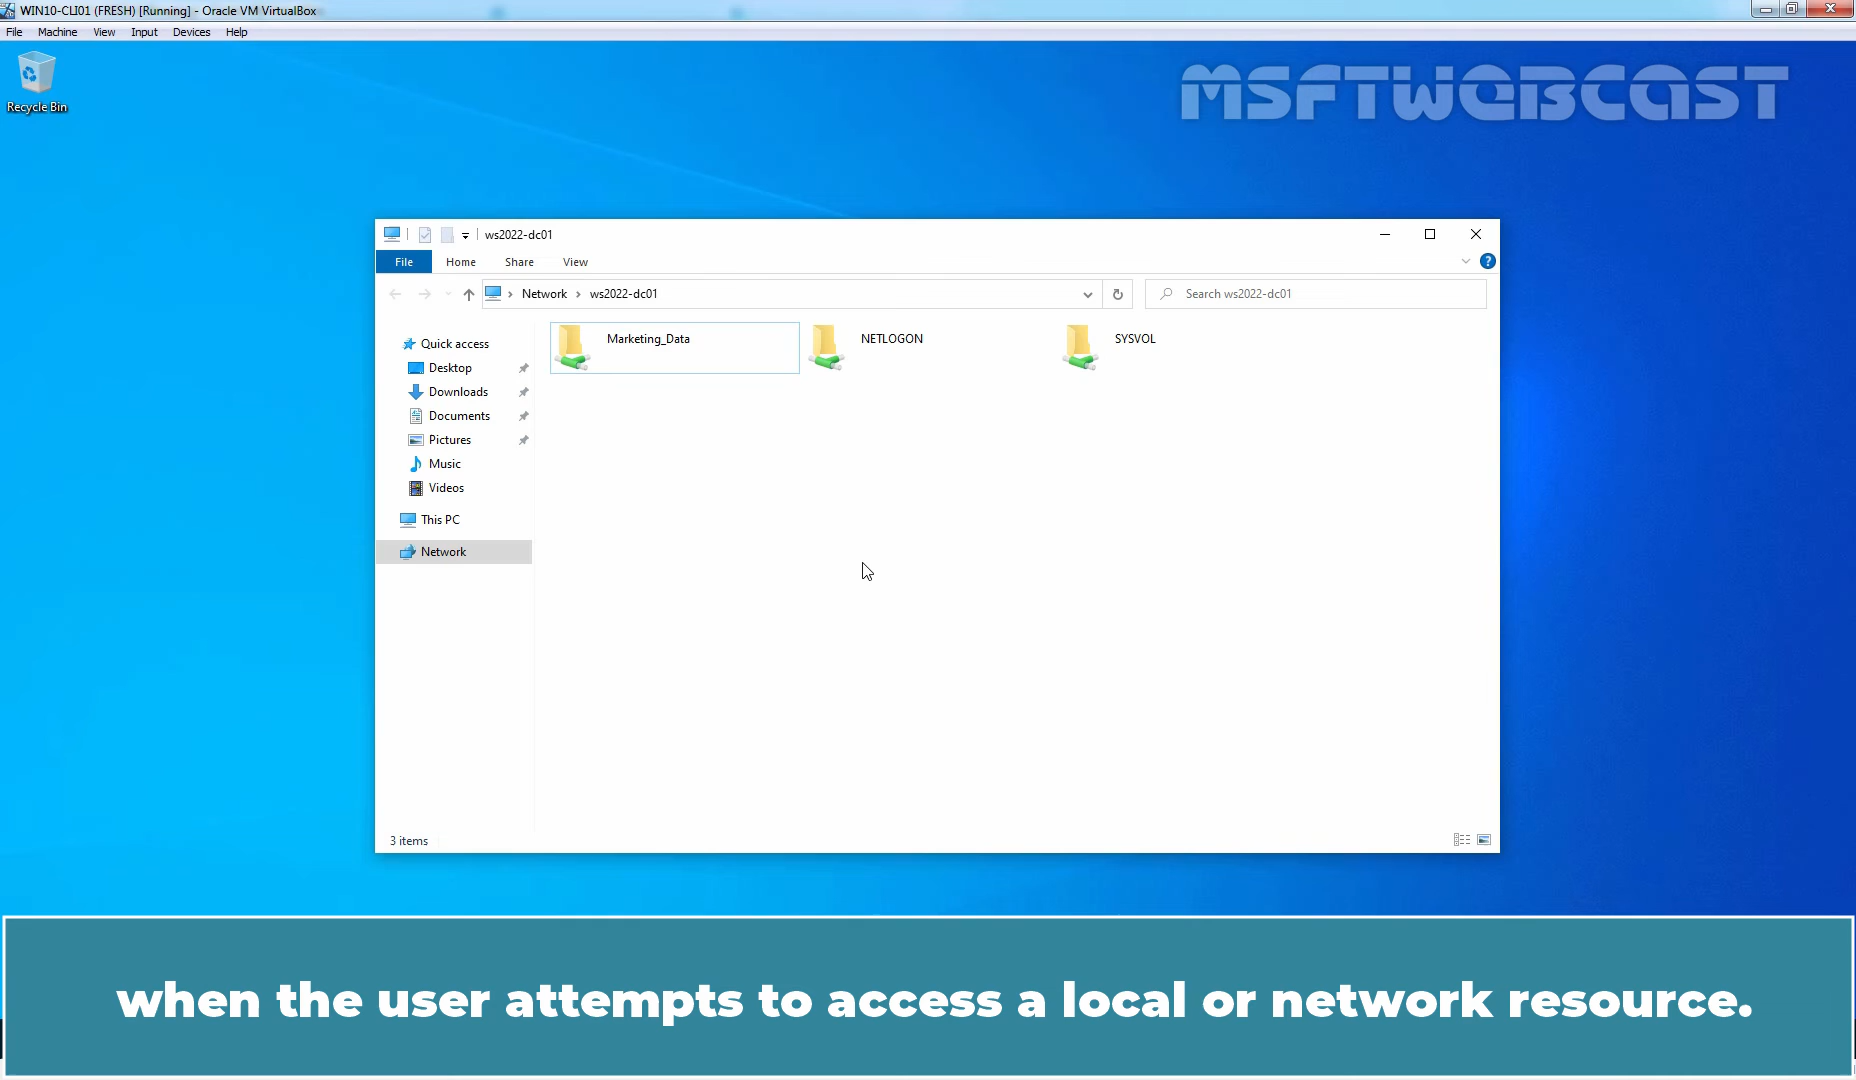 WIN10-CLI01 (FRESH) [Running] - Oracle VM VirtualBox
File Machine View Input Devices Help
Recycle Bin
MSFTWEBCAST
ws2022-dc01
File Home Share View
Network ws2022-dc01
Search ws2022-dc01
Quick access
Desktop
Downloads
Documents
Pictures
Music
Videos
This PC
Network
Marketing_Data
NETLOGON
SYSVOL
3 items
when the user attempts to access a local or network resource.